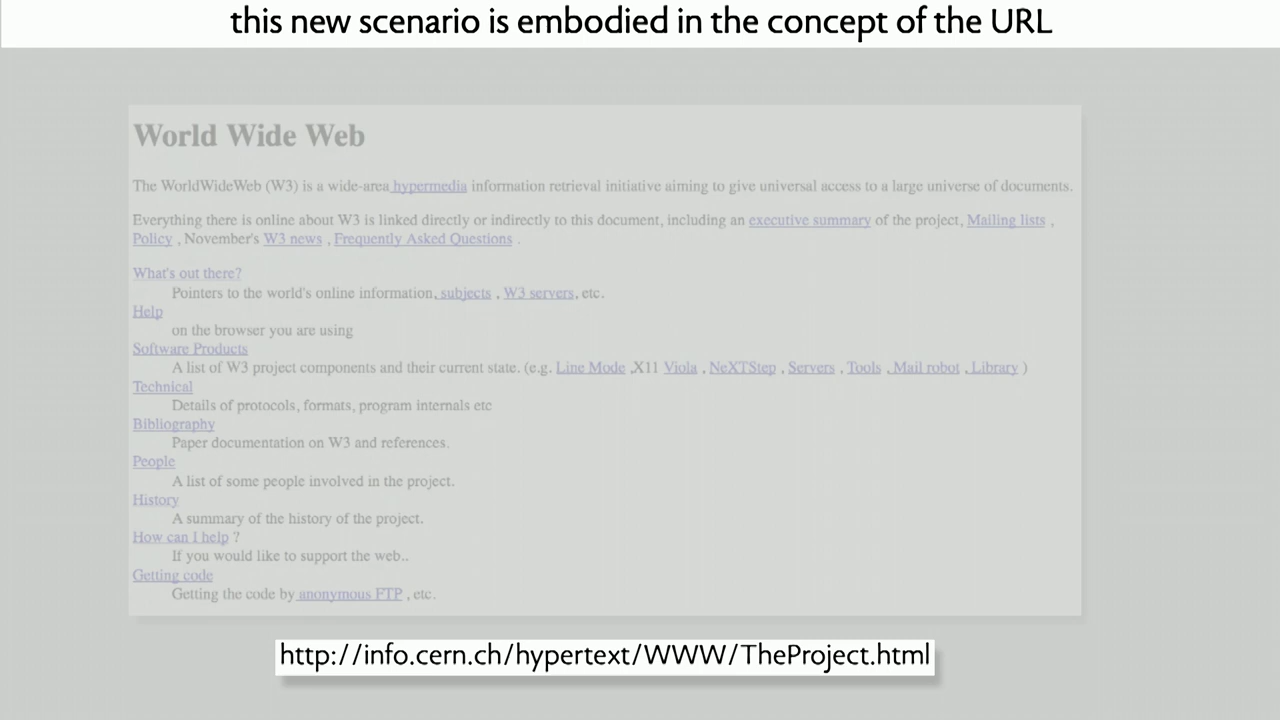 this new scenario is embodied in the concept of the URL
World Wide Web
The WorldWideWeb (W3) is a wide-area hypermedia information retrieval initiative aiming to give universal access to a large universe of documents.
Everything there is online about W3 is linked directly or indirectly to this document, including an executive summary of the project, Mailing lists ,
Policy , November's W3 news , Frequently Asked Questions .
What's out there?
Pointers to the world's online information, subjects , W3 servers, etc.
Help
on the browser you are using
Software Products
A list of W3 project components and their current state. (e.g. Line Mode ,X11 Viola , NeXTStep , Servers , Tools , Mail robot , Library )
Technical
Details of protocols, formats, program internals etc
Bibliography
Paper documentation on W3 and references.
People
A list of some people involved in the project.
History
A summary of the history of the project.
How can I help ?
If you would like to support the web..
Getting code
Getting the code by anonymous FTP , etc.
http://info.cern.ch/hypertext/WWW/TheProject.html